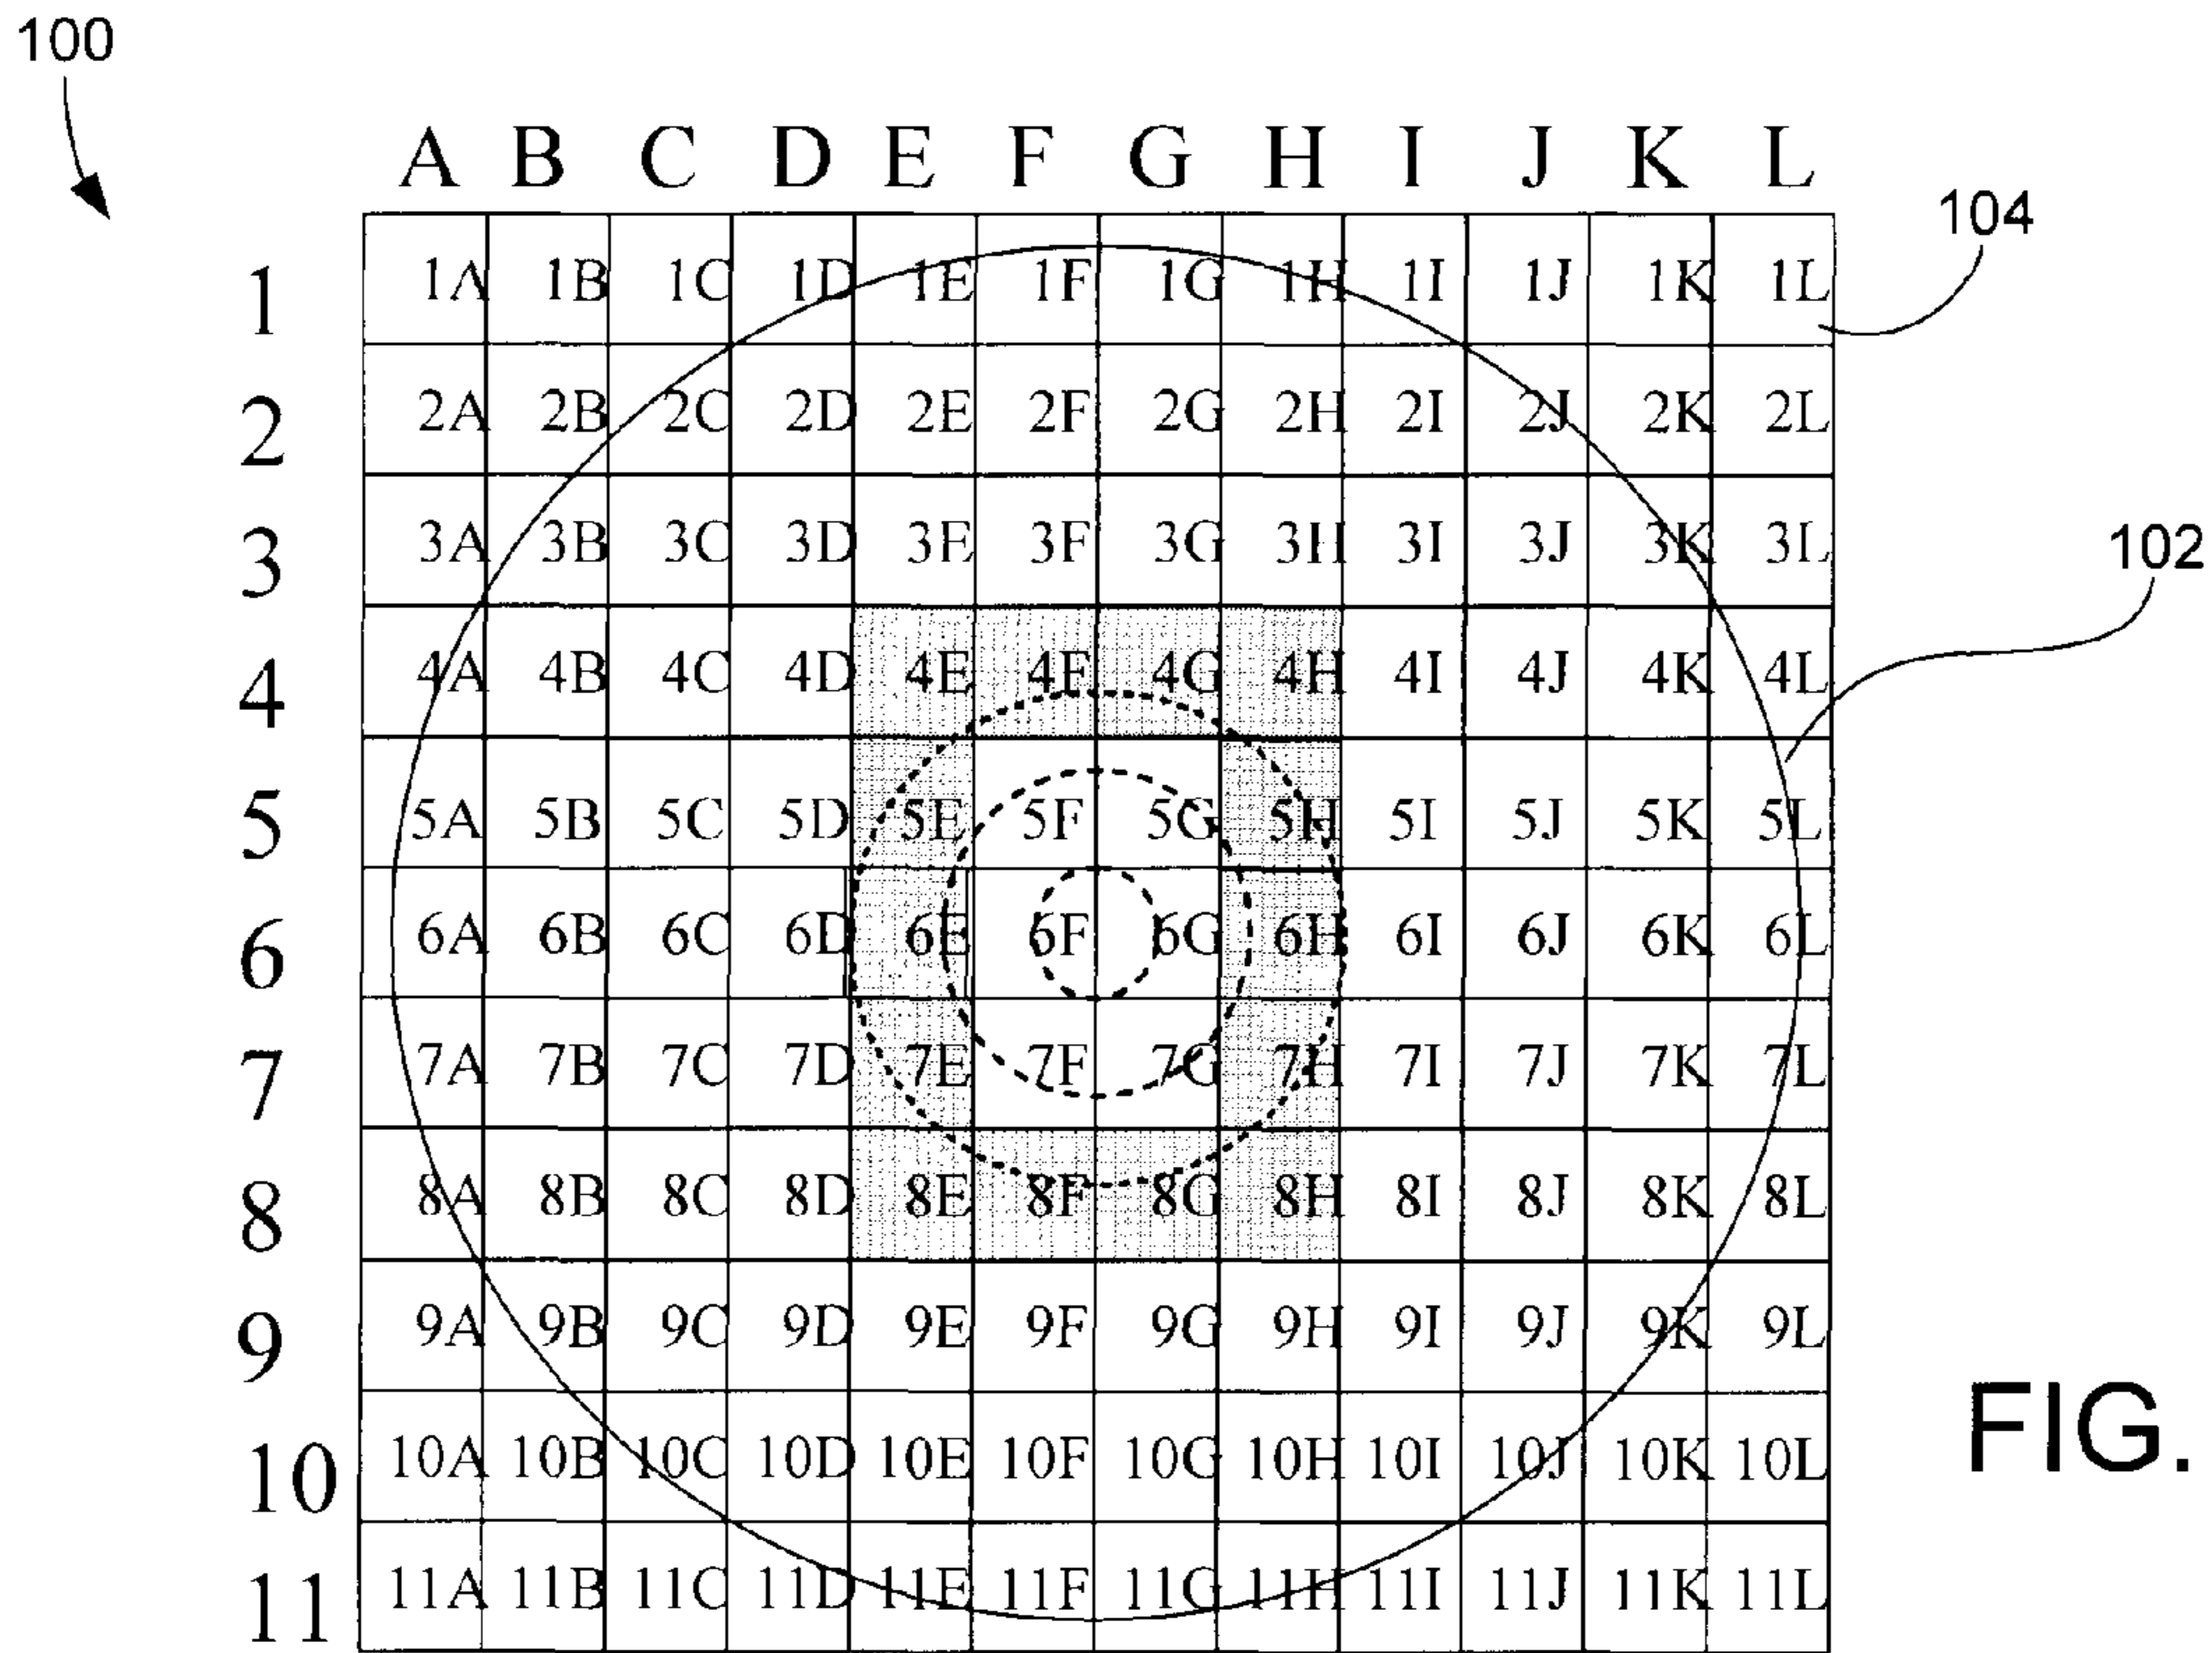 100
A B C D E F G H I J K L
104
1 1A 1B 1C 1D 1E 1F 1G 1H 1I 1J 1K 1L
2 2A 2B 2C 2D 2E 2F 2G 2H 2I 2J 2K 2L
102
3 3A 3B 3C 3D 3E 3F 3G 3H 3I 3J 3K 3L
4 4A 4B 4C 4D 4E 4F 4G 4H 4I 4J 4K 4L
5 5A 5B 5C 5D 5E 5F 5G 5H 5I 5J 5K 5L
6 6A 6B 6C 6D 6E 6F 6G 6H 6I 6J 6K 6L
7 7A 7B 7C 7D 7E 7F 7G 7H 7I 7J 7K 7L
8 8A 8B 8C 8D 8E 8F 8G 8H 8I 8J 8K 8L
9 9A 9B 9C 9D 9E 9F 9G 9H 9I 9J 9K 9L
FIG.
10 10A 10B 10C 10D 10E 10F 10G 10H 10I 10J 10K 10L
11 11A 11B 11C 11D 11E 11F 11G 11H 11I 11J 11K 11L